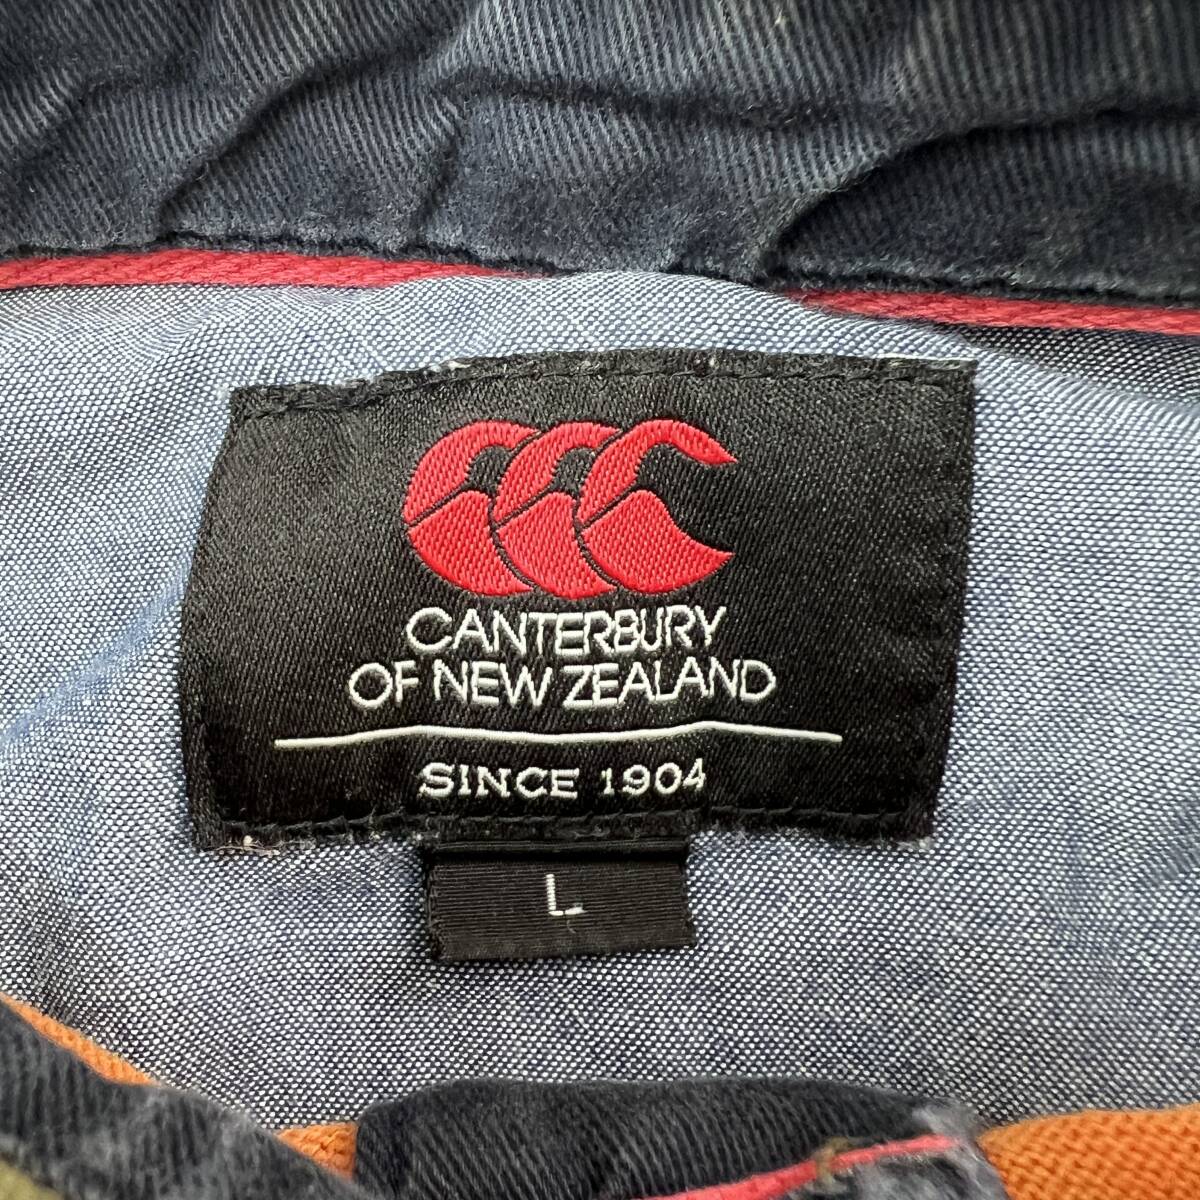 CANTERBURY
OF NEW ZEALAND
SINCE 1904
L